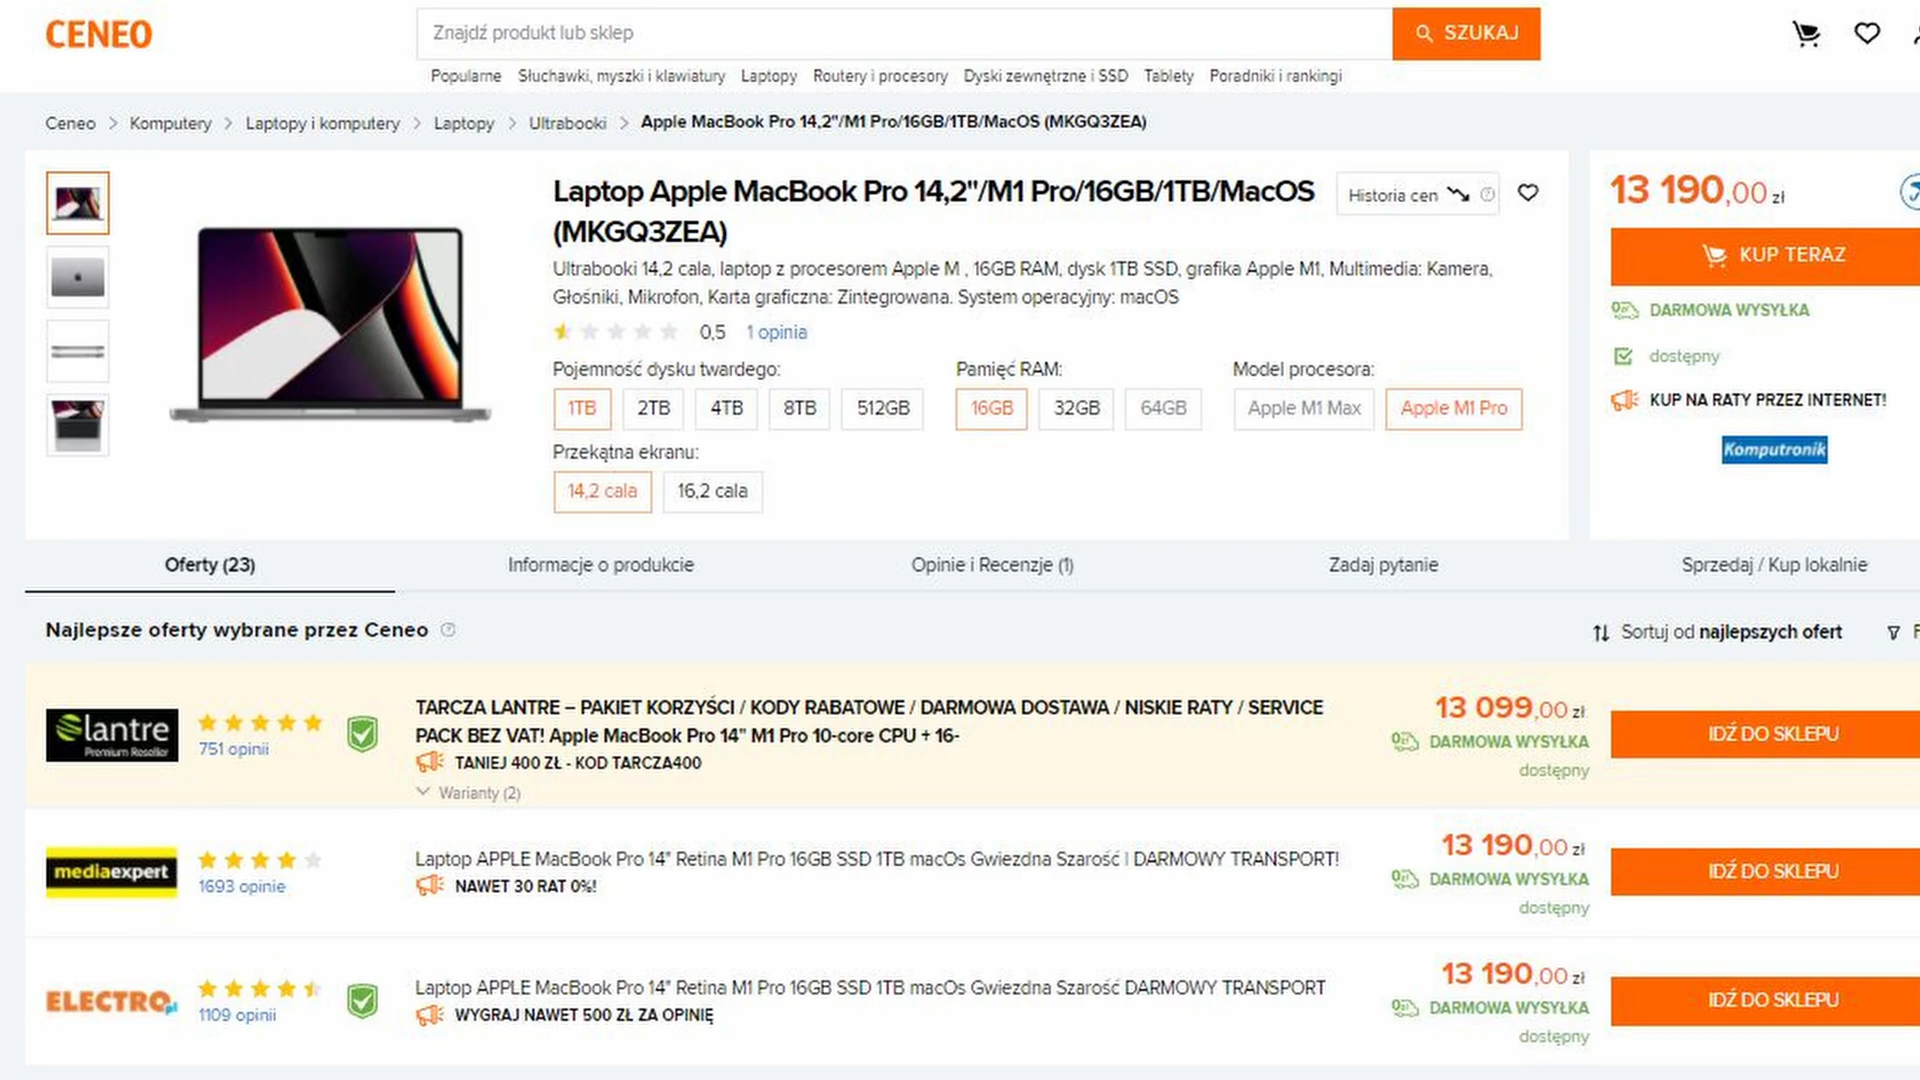 CENEO
Znajdź produkt lub sklep
SZUKAJ
Popularne Słuchawki, myszki i klawiatury Laptopy Routery i procesory Dyski zewnętrzne i SSD Tablety Poradniki i rankingi
Ceneo > Komputery > Laptopy i komputery > Laptopy > Ultrabooki > Apple MacBook Pro 14,2"/M1 Pro/16GB/1TB/MacOS (MKGQ3ZEA)
Laptop Apple MacBook Pro 14,2"/M1 Pro/16GB/1TB/MacOS
(MKGQ3ZEA)
Historia cen
Ultrabooki 14,2 cala, laptop z procesorem Apple M , 16GB RAM, dysk 1TB SSD, grafika Apple M1, Multimedia: Kamera,
Głośniki, Mikrofon, Karta graficzna: Zintegrowana. System operacyjny: macOS
0,5 1 opinia
Pojemność dysku twardego: Pamięć RAM: Model procesora:
1TB 2TB 4TB 8TB 512GB 16GB 32GB 64GB Apple M1 Max Apple M1 Pro
Przekątna ekranu:
14,2 cala 16,2 cala
13 190,00 zł
KUP TERAZ
DARMOWA WYSYŁKA
dostępny
KUP NA RATY PRZEZ INTERNET!
Komputronik
Oferty (23) Informacje o produkcie Opinie i Recenzje (1) Zadaj pytanie Sprzedaj / Kup lokalnie
Najlepsze oferty wybrane przez Ceneo
Sortuj od najlepszych ofert
lantre
Premium Reseller
751 opinii
TARCZA LANTRE – PAKIET KORZYŚCI / KODY RABATOWE / DARMOWA DOSTAWA / NISKIE RATY / SERVICE
PACK BEZ VAT! Apple MacBook Pro 14" M1 Pro 10-core CPU + 16-
TANIEJ 400 ZŁ - KOD TARCZA400
Warianty (2)
13 099,00 zł
DARMOWA WYSYŁKA
dostępny
IDŹ DO SKLEPU
mediaexpert
1693 opinie
Laptop APPLE MacBook Pro 14" Retina M1 Pro 16GB SSD 1TB macOs Gwiezdna Szarość | DARMOWY TRANSPORT!
NAWET 30 RAT 0%!
13 190,00 zł
DARMOWA WYSYŁKA
dostępny
IDŹ DO SKLEPU
ELECTRO.pl
1109 opinii
Laptop APPLE MacBook Pro 14" Retina M1 Pro 16GB SSD 1TB macOs Gwiezdna Szarość DARMOWY TRANSPORT
WYGRAJ NAWET 500 ZŁ ZA OPINIĘ
13 190,00 zł
DARMOWA WYSYŁKA
dostępny
IDŹ DO SKLEPU